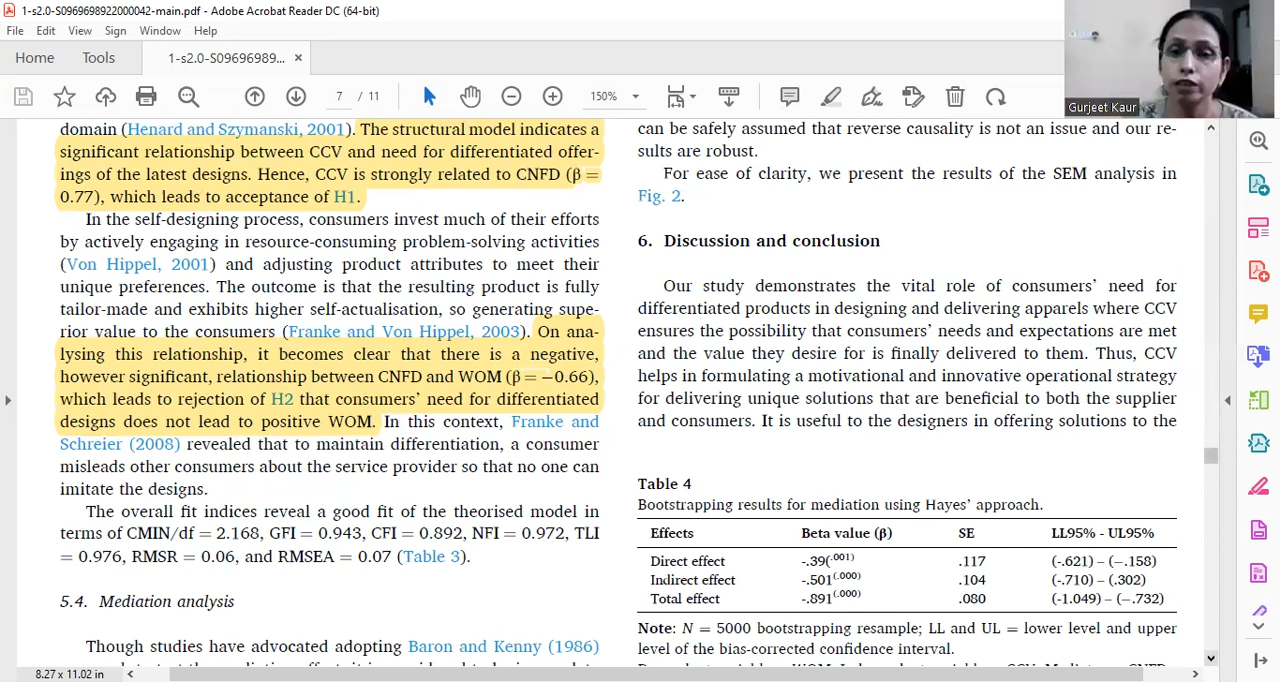 1-s2.0-S0969698922000042-main.pdf - Adobe Acrobat Reader DC (64-bit)
File Edit View Sign Window Help
Home Tools 1-s2.0-S09696989... ×
7 / 11 150%
Gurjeet Kaur
domain (Henard and Szymanski, 2001). The structural model indicates a
significant relationship between CCV and need for differentiated offer-
ings of the latest designs. Hence, CCV is strongly related to CNFD (β =
0.77), which leads to acceptance of H1.
In the self-designing process, consumers invest much of their efforts
by actively engaging in resource-consuming problem-solving activities
(Von Hippel, 2001) and adjusting product attributes to meet their
unique preferences. The outcome is that the resulting product is fully
tailor-made and exhibits higher self-actualisation, so generating supe-
rior value to the consumers (Franke and Von Hippel, 2003). On ana-
lysing this relationship, it becomes clear that there is a negative,
however significant, relationship between CNFD and WOM (β = −0.66),
which leads to rejection of H2 that consumers’ need for differentiated
designs does not lead to positive WOM. In this context, Franke and
Schreier (2008) revealed that to maintain differentiation, a consumer
misleads other consumers about the service provider so that no one can
imitate the designs.
The overall fit indices reveal a good fit of the theorised model in
terms of CMIN/df = 2.168, GFI = 0.943, CFI = 0.892, NFI = 0.972, TLI
= 0.976, RMSR = 0.06, and RMSEA = 0.07 (Table 3).
5.4. Mediation analysis
Though studies have advocated adopting Baron and Kenny (1986)
can be safely assumed that reverse causality is not an issue and our re-
sults are robust.
For ease of clarity, we present the results of the SEM analysis in
Fig. 2.
6. Discussion and conclusion
Our study demonstrates the vital role of consumers’ need for
differentiated products in designing and delivering apparels where CCV
ensures the possibility that consumers’ needs and expectations are met
and the value they desire for is finally delivered to them. Thus, CCV
helps in formulating a motivational and innovative operational strategy
for delivering unique solutions that are beneficial to both the supplier
and consumers. It is useful to the designers in offering solutions to the
Table 4
Bootstrapping results for mediation using Hayes’ approach.
Effects Beta value (β) SE LL95% - UL95%
Direct effect -.39(.001) .117 (-.621) – (−.158)
Indirect effect -.501(.000) .104 (-.710) – (.302)
Total effect -.891(.000) .080 (-1.049) – (−.732)
Note: N = 5000 bootstrapping resample; LL and UL = lower level and upper
level of the bias-corrected confidence interval.
8.27 x 11.02 in